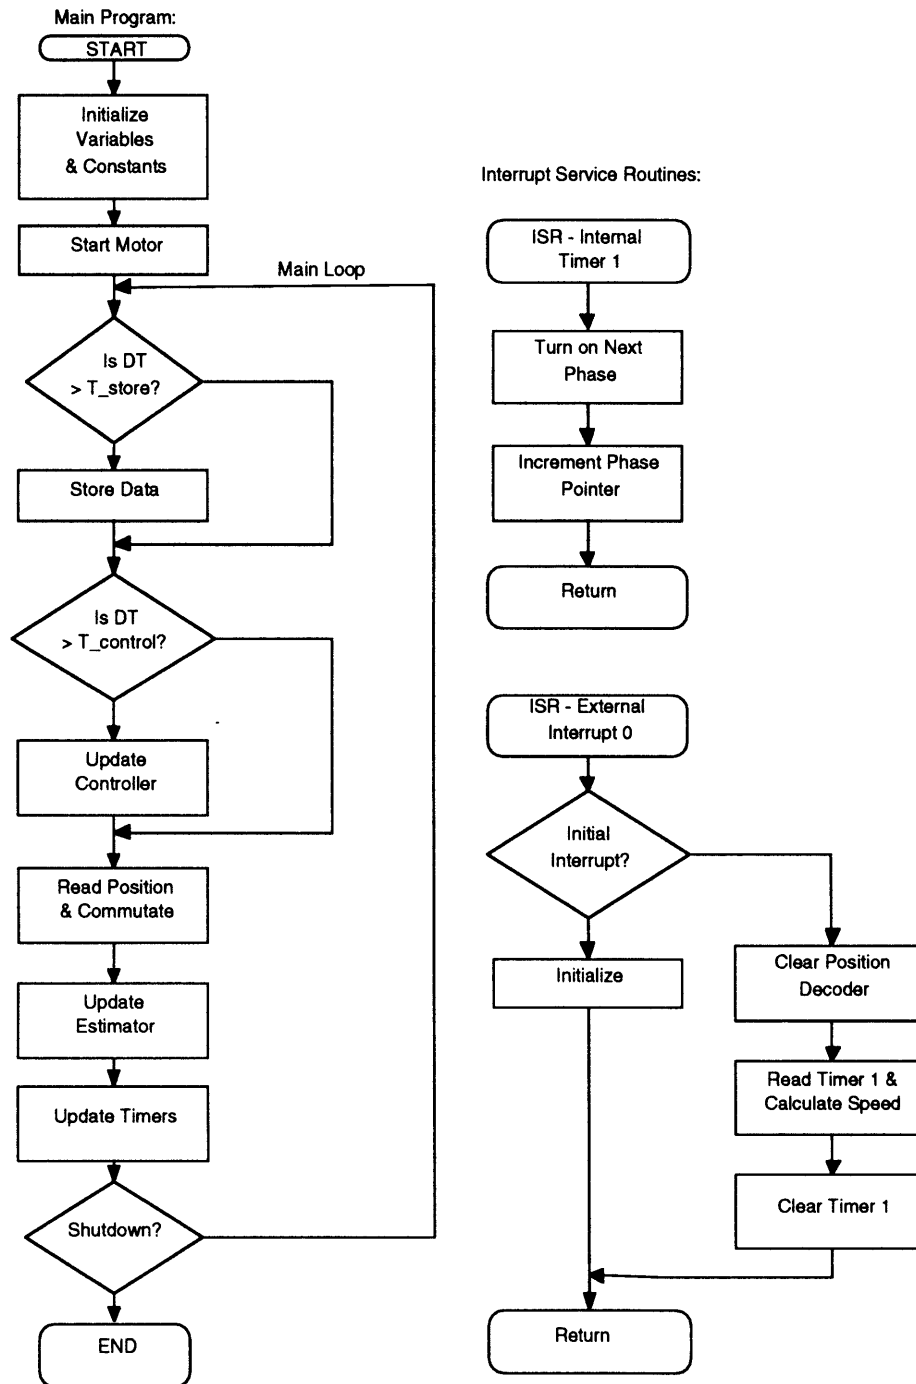 Main Program:
START
Initialize
Variables
& Constants
Start Motor
Main Loop
Is DT
> T_store?
Store Data
Is DT
> T_control?
Update
Controller
Read Position
& Commutate
Update
Estimator
Update Timers
Shutdown?
END
Interrupt Service Routines:
ISR - Internal
Timer 1
Turn on Next
Phase
Increment Phase
Pointer
Return
ISR - External
Interrupt 0
Initial
Interrupt?
Initialize
Clear Position
Decoder
Read Timer 1 &
Calculate Speed
Clear Timer 1
Return